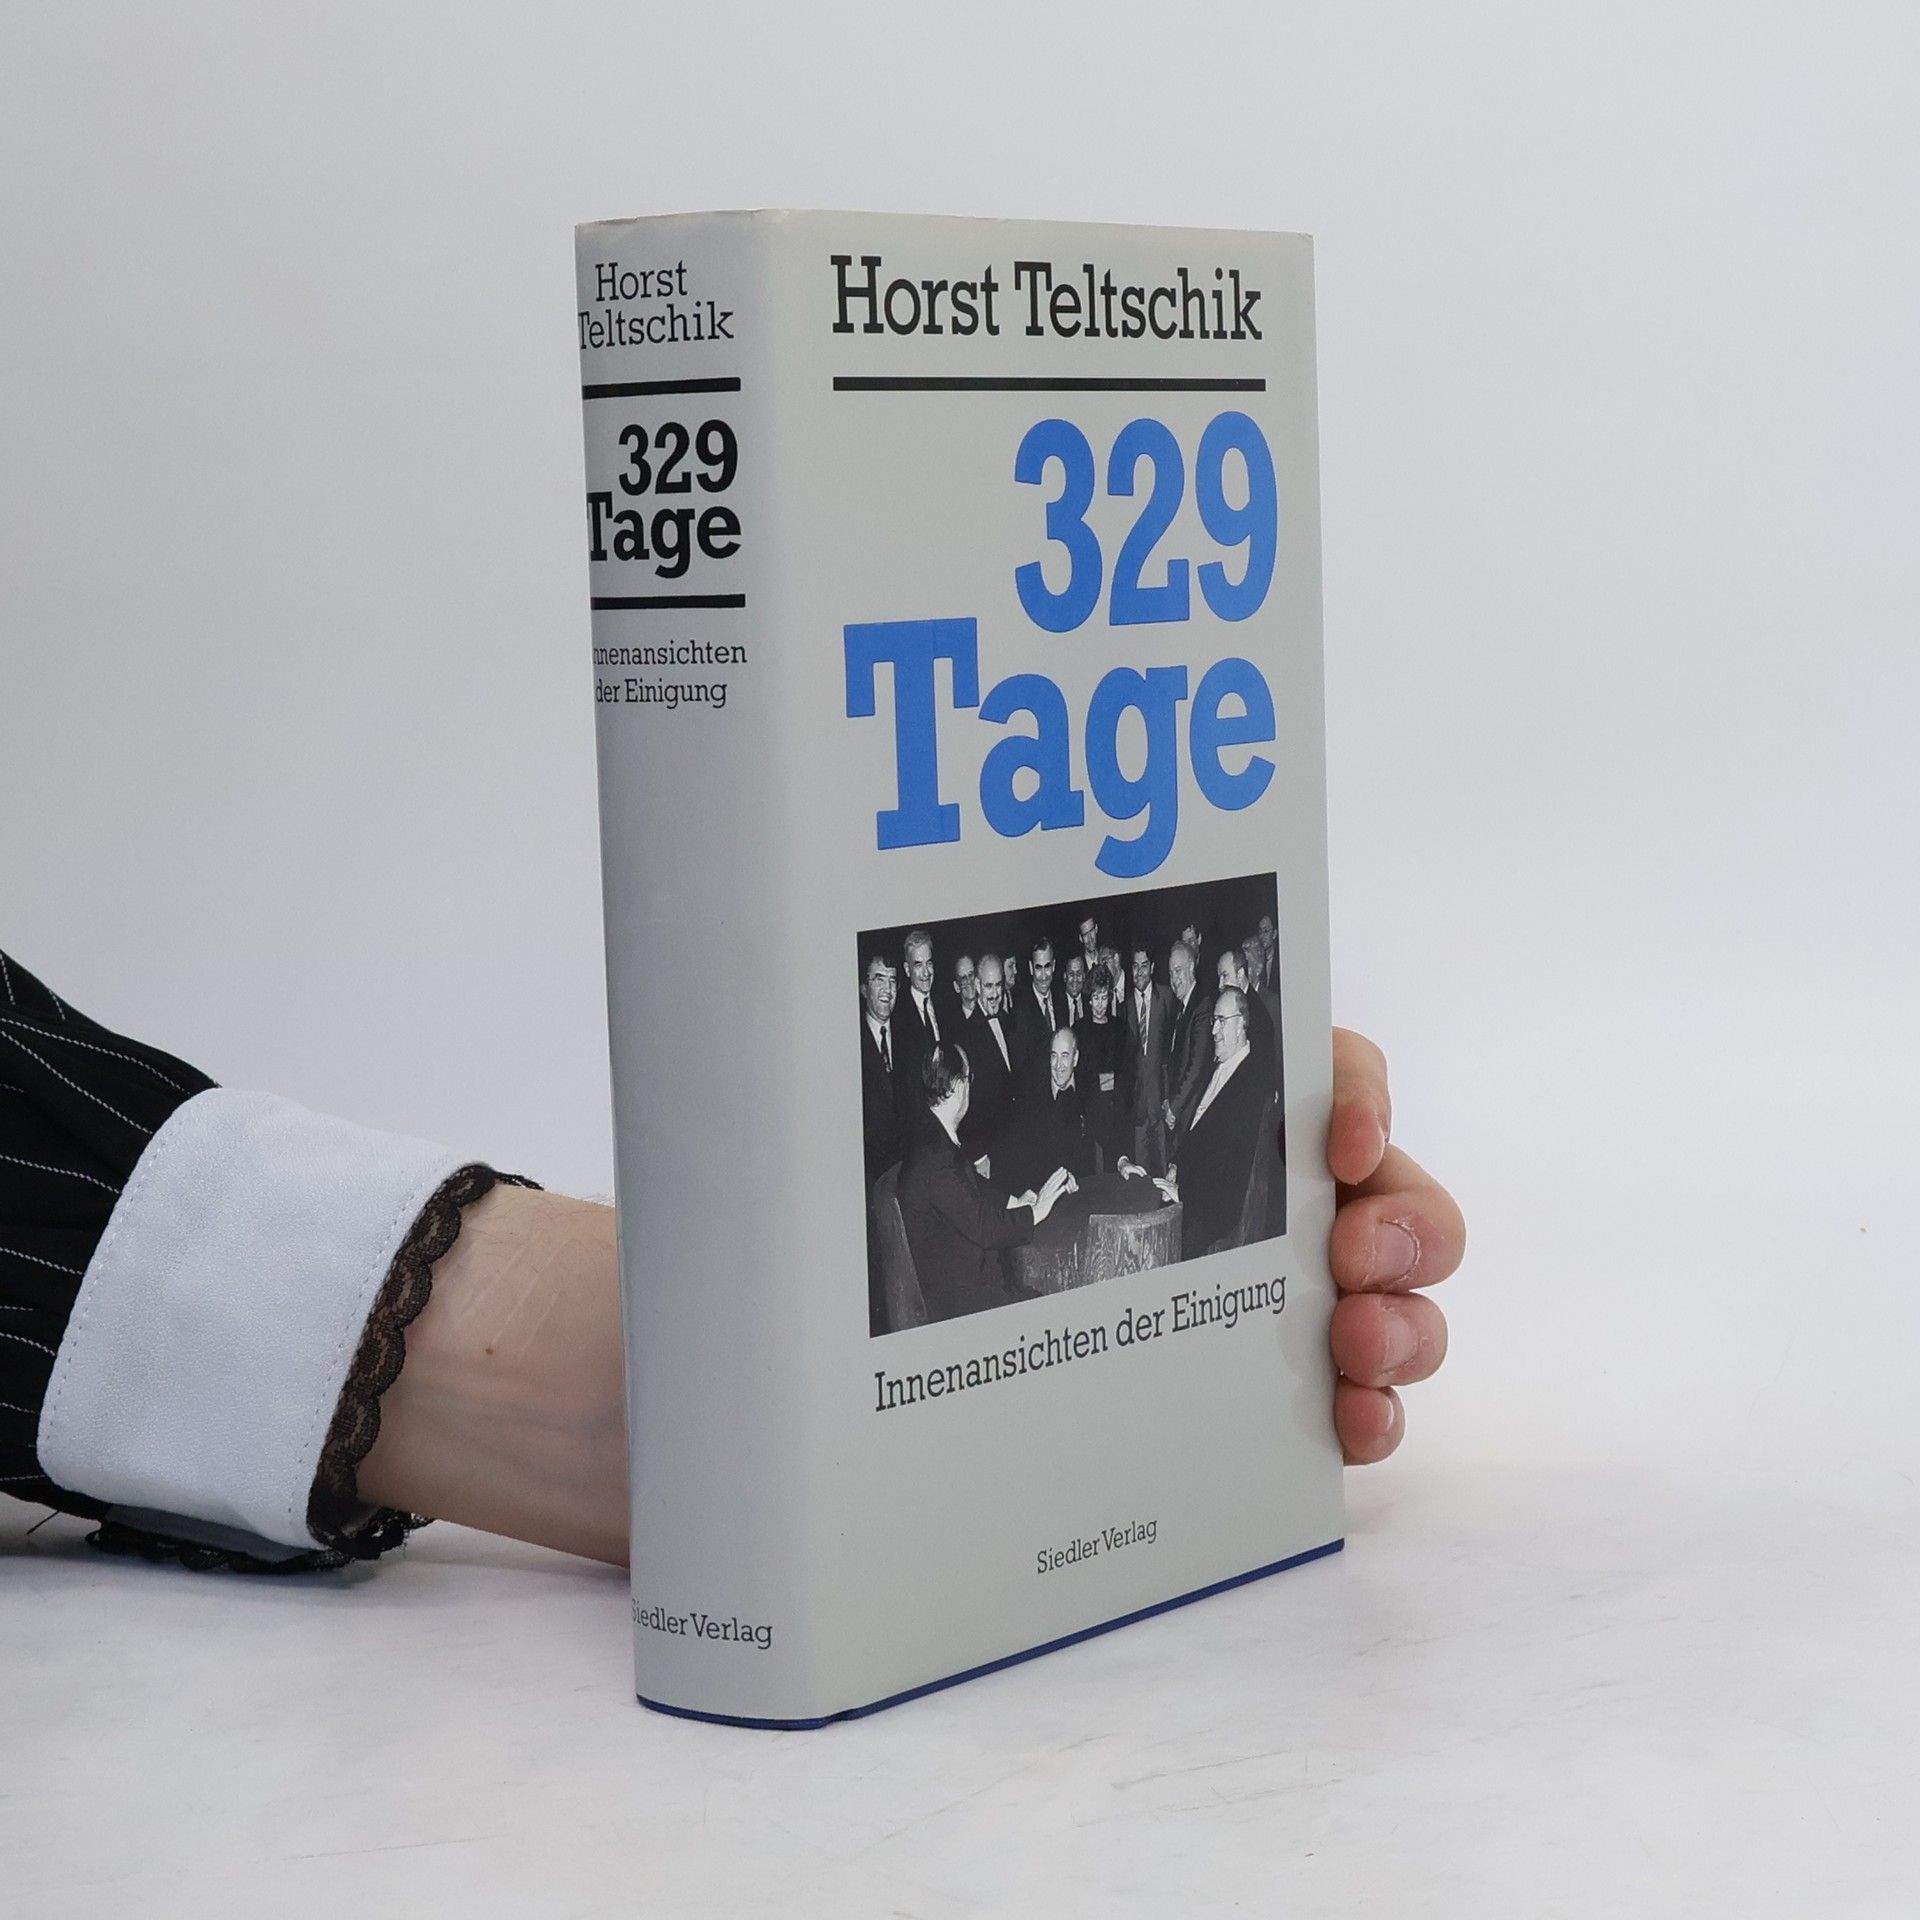 Horst
Teltschik
329
Tage
Innenansichten
der Einigung
Siedler Verlag
Horst Teltschik
329
Tage
Innenansichten der Einigung
Siedler Verlag